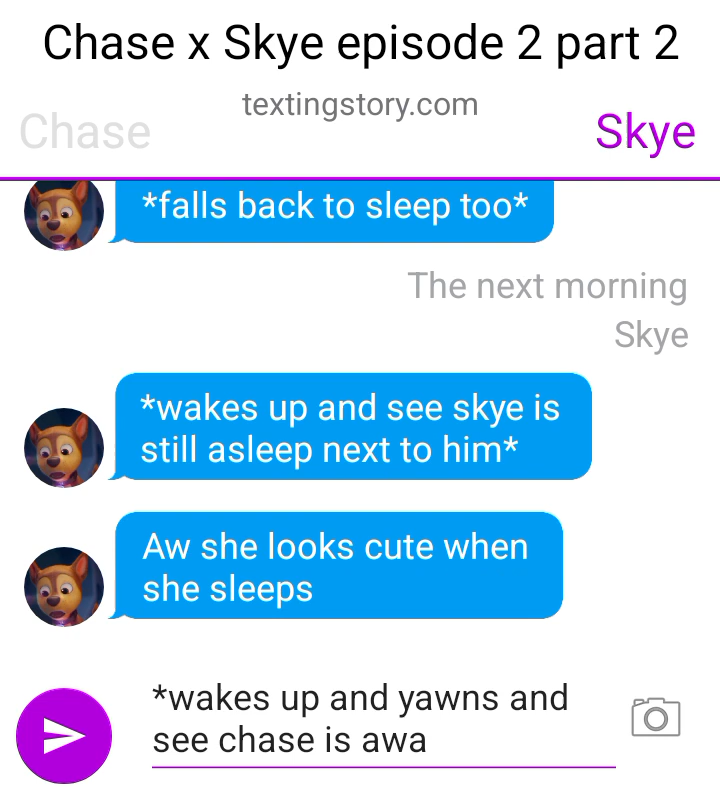 Chase x Skye episode 2 part 2
textingstory.com
Chase
Skye
*falls back to sleep too*
The next morning
Skye
*wakes up and see skye is
still asleep next to him*
Aw she looks cute when
she sleeps
*wakes up and yawns and
see chase is awa